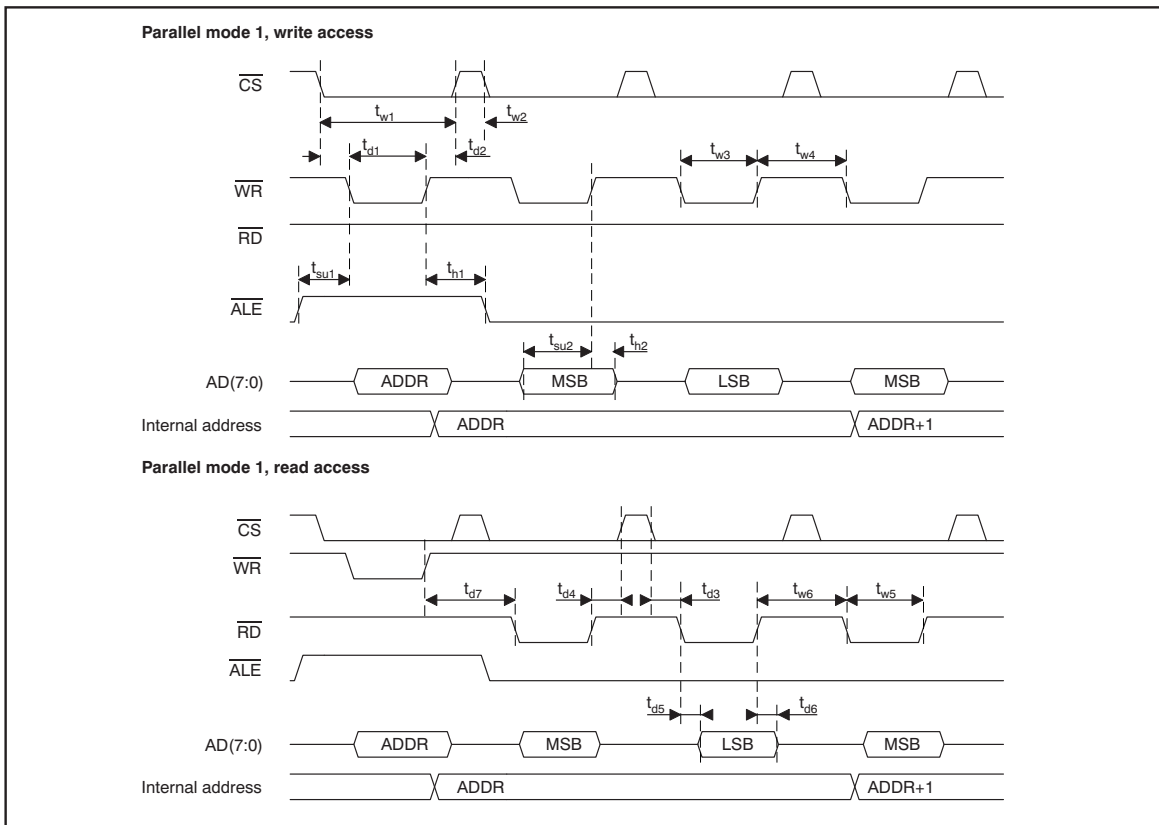 Parallel mode 1, write access
CS
tw1 tw2
td1 td2 tw3 tw4
WR
RD
tsu1 th1
ALE
tsu2 th2
AD(7:0) ADDR MSB LSB MSB
Internal address ADDR ADDR+1
Parallel mode 1, read access
CS
WR
td7 td4 td3 tw6 tw5
RD
ALE
td5 td6
AD(7:0) ADDR MSB LSB MSB
Internal address ADDR ADDR+1